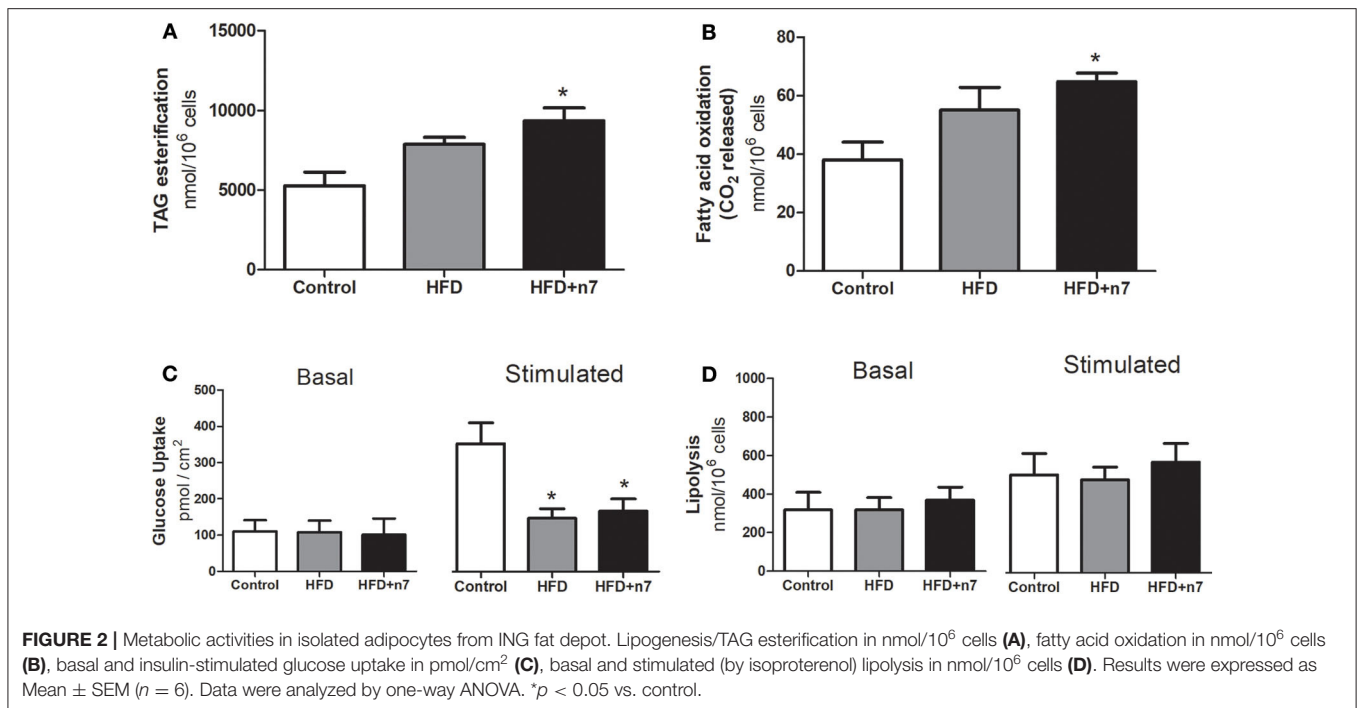 A
TAG esterification
nmol/10⁶ cells
15000
10000
5000
0
*
Control HFD HFD+n7
B
Fatty acid oxidation
(CO₂ released)
nmol/10⁶ cells
80
60
40
20
0
*
Control HFD HFD+n7
C
Basal Stimulated
Glucose Uptake
pmol / cm²
500
400
300
200
100
0
* *
Control HFD HFD+n7 Control HFD HFD+n7
D
Basal Stimulated
Lipolysis
nmol/10⁶ cells
1000
800
600
400
200
0
Control HFD HFD+n7 Control HFD HFD+n7
FIGURE 2 | Metabolic activities in isolated adipocytes from ING fat depot. Lipogenesis/TAG esterification in nmol/10⁶ cells (A), fatty acid oxidation in nmol/10⁶ cells
(B), basal and insulin-stimulated glucose uptake in pmol/cm² (C), basal and stimulated (by isoproterenol) lipolysis in nmol/10⁶ cells (D). Results were expressed as
Mean ± SEM (n = 6). Data were analyzed by one-way ANOVA. *p < 0.05 vs. control.